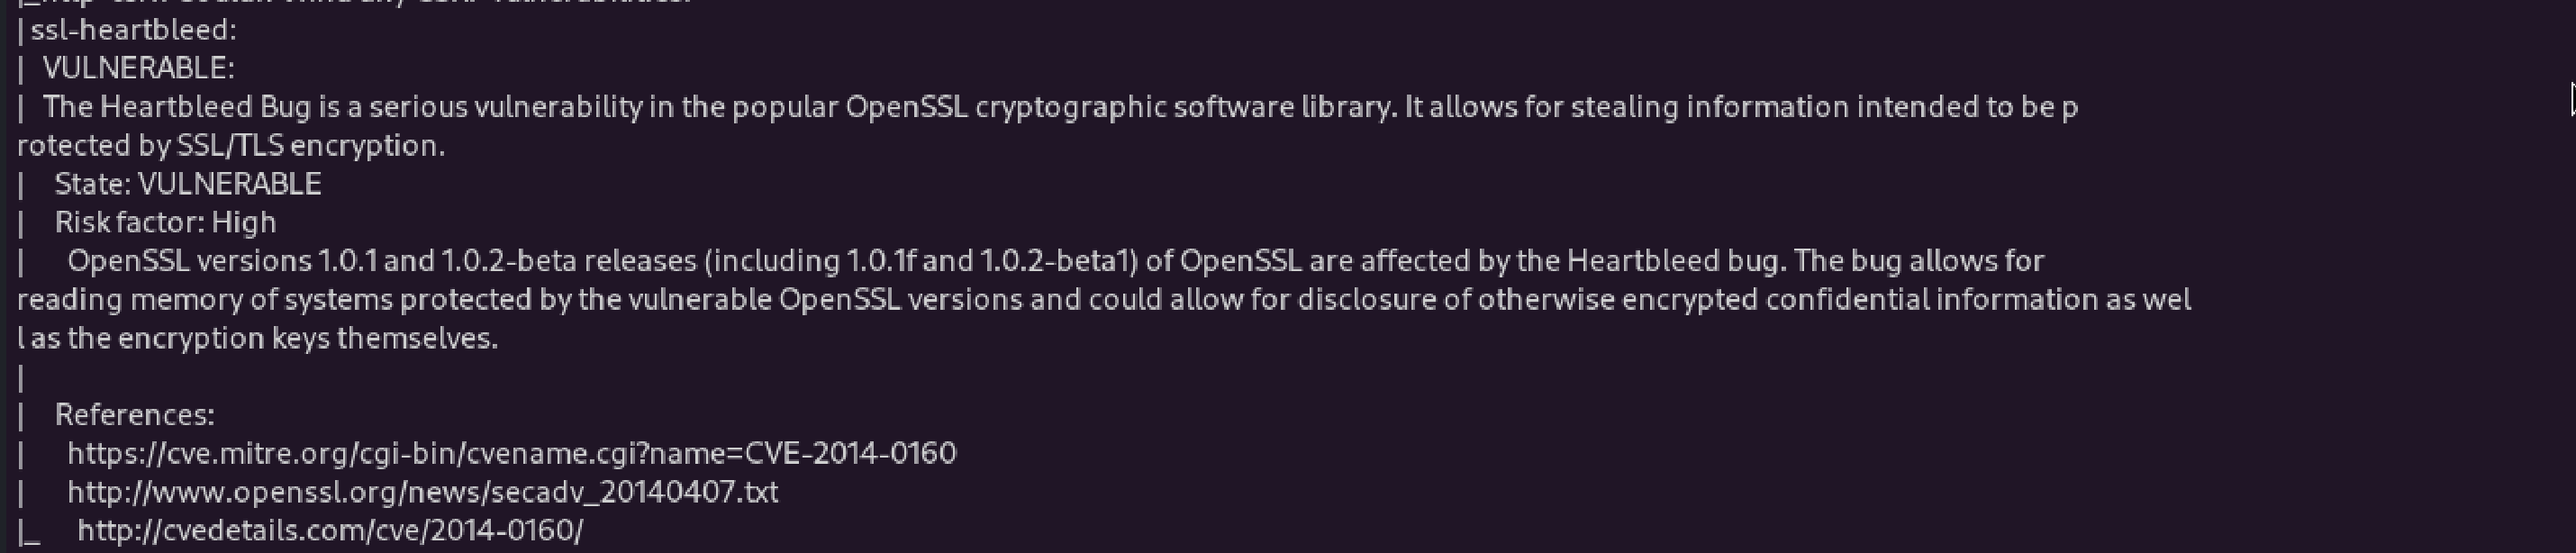 | ssl-heartbleed:
|   VULNERABLE:
|   The Heartbleed Bug is a serious vulnerability in the popular OpenSSL cryptographic software library. It allows for stealing information intended to be p
rotected by SSL/TLS encryption.
|     State: VULNERABLE
|     Risk factor: High
|       OpenSSL versions 1.0.1 and 1.0.2-beta releases (including 1.0.1f and 1.0.2-beta1) of OpenSSL are affected by the Heartbleed bug. The bug allows for
reading memory of systems protected by the vulnerable OpenSSL versions and could allow for disclosure of otherwise encrypted confidential information as wel
l as the encryption keys themselves.
|
|     References:
|       https://cve.mitre.org/cgi-bin/cvename.cgi?name=CVE-2014-0160
|       http://www.openssl.org/news/secadv_20140407.txt
|_      http://cvedetails.com/cve/2014-0160/